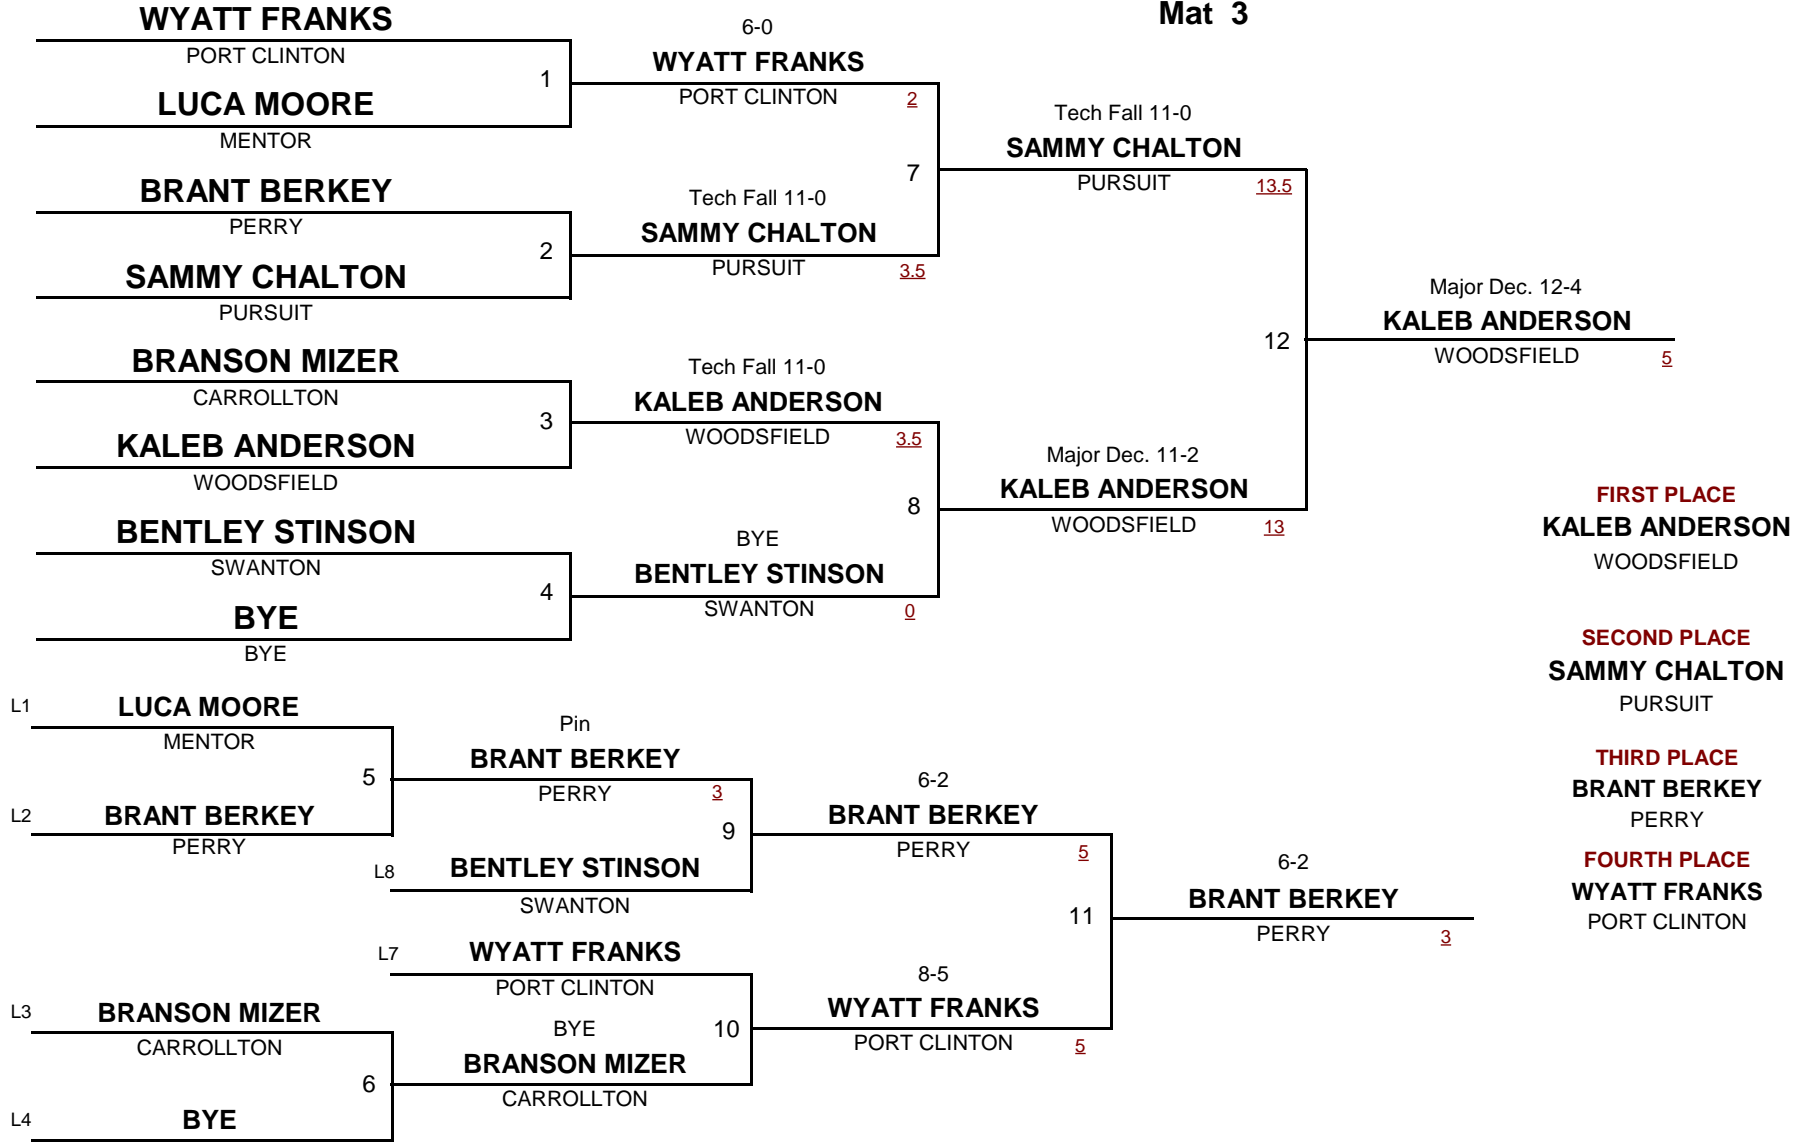 Mat 3
WYATT FRANKS
PORT CLINTON
1
LUCA MOORE
MENTOR
BRANT BERKEY
PERRY
2
SAMMY CHALTON
PURSUIT
BRANSON MIZER
CARROLLTON
3
KALEB ANDERSON
WOODSFIELD
BENTLEY STINSON
SWANTON
4
BYE
BYE
6-0
WYATT FRANKS
PORT CLINTON 2
7
Tech Fall 11-0
SAMMY CHALTON
PURSUIT 3.5
Tech Fall 11-0
KALEB ANDERSON
WOODSFIELD 3.5
8
BYE
BENTLEY STINSON
SWANTON 0
Tech Fall 11-0
SAMMY CHALTON
PURSUIT 13.5
12
Major Dec. 11-2
KALEB ANDERSON
WOODSFIELD 13
Major Dec. 12-4
KALEB ANDERSON
WOODSFIELD 5
L1 LUCA MOORE
MENTOR
5
L2 BRANT BERKEY
PERRY
L3 BRANSON MIZER
CARROLLTON
6
L4 BYE
Pin
BRANT BERKEY
PERRY 3
9
L8 BENTLEY STINSON
SWANTON
L7 WYATT FRANKS
PORT CLINTON
10
BYE
BRANSON MIZER
CARROLLTON
6-2
BRANT BERKEY
PERRY 5
11
8-5
WYATT FRANKS
PORT CLINTON 5
6-2
BRANT BERKEY
PERRY 3
FIRST PLACE
KALEB ANDERSON
WOODSFIELD
SECOND PLACE
SAMMY CHALTON
PURSUIT
THIRD PLACE
BRANT BERKEY
PERRY
FOURTH PLACE
WYATT FRANKS
PORT CLINTON